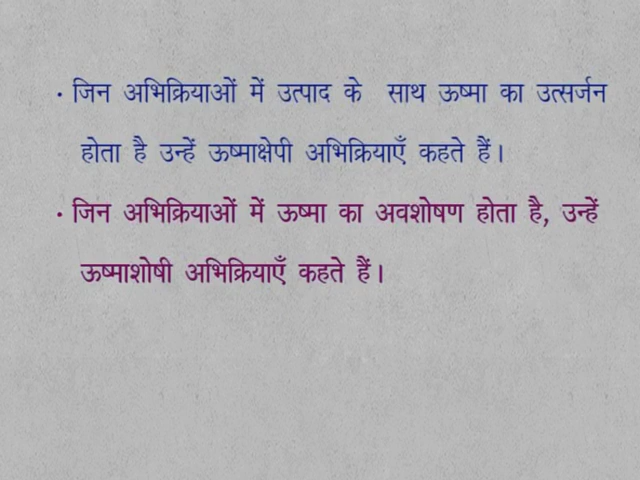 • जिन अभिक्रियाओं में उत्पाद के साथ ऊष्मा का उत्सर्जन
होता है उन्हें ऊष्माक्षेपी अभिक्रियाएँ कहते हैं।
• जिन अभिक्रियाओं में ऊष्मा का अवशोषण होता है, उन्हें
ऊष्माशोषी अभिक्रियाएँ कहते हैं।